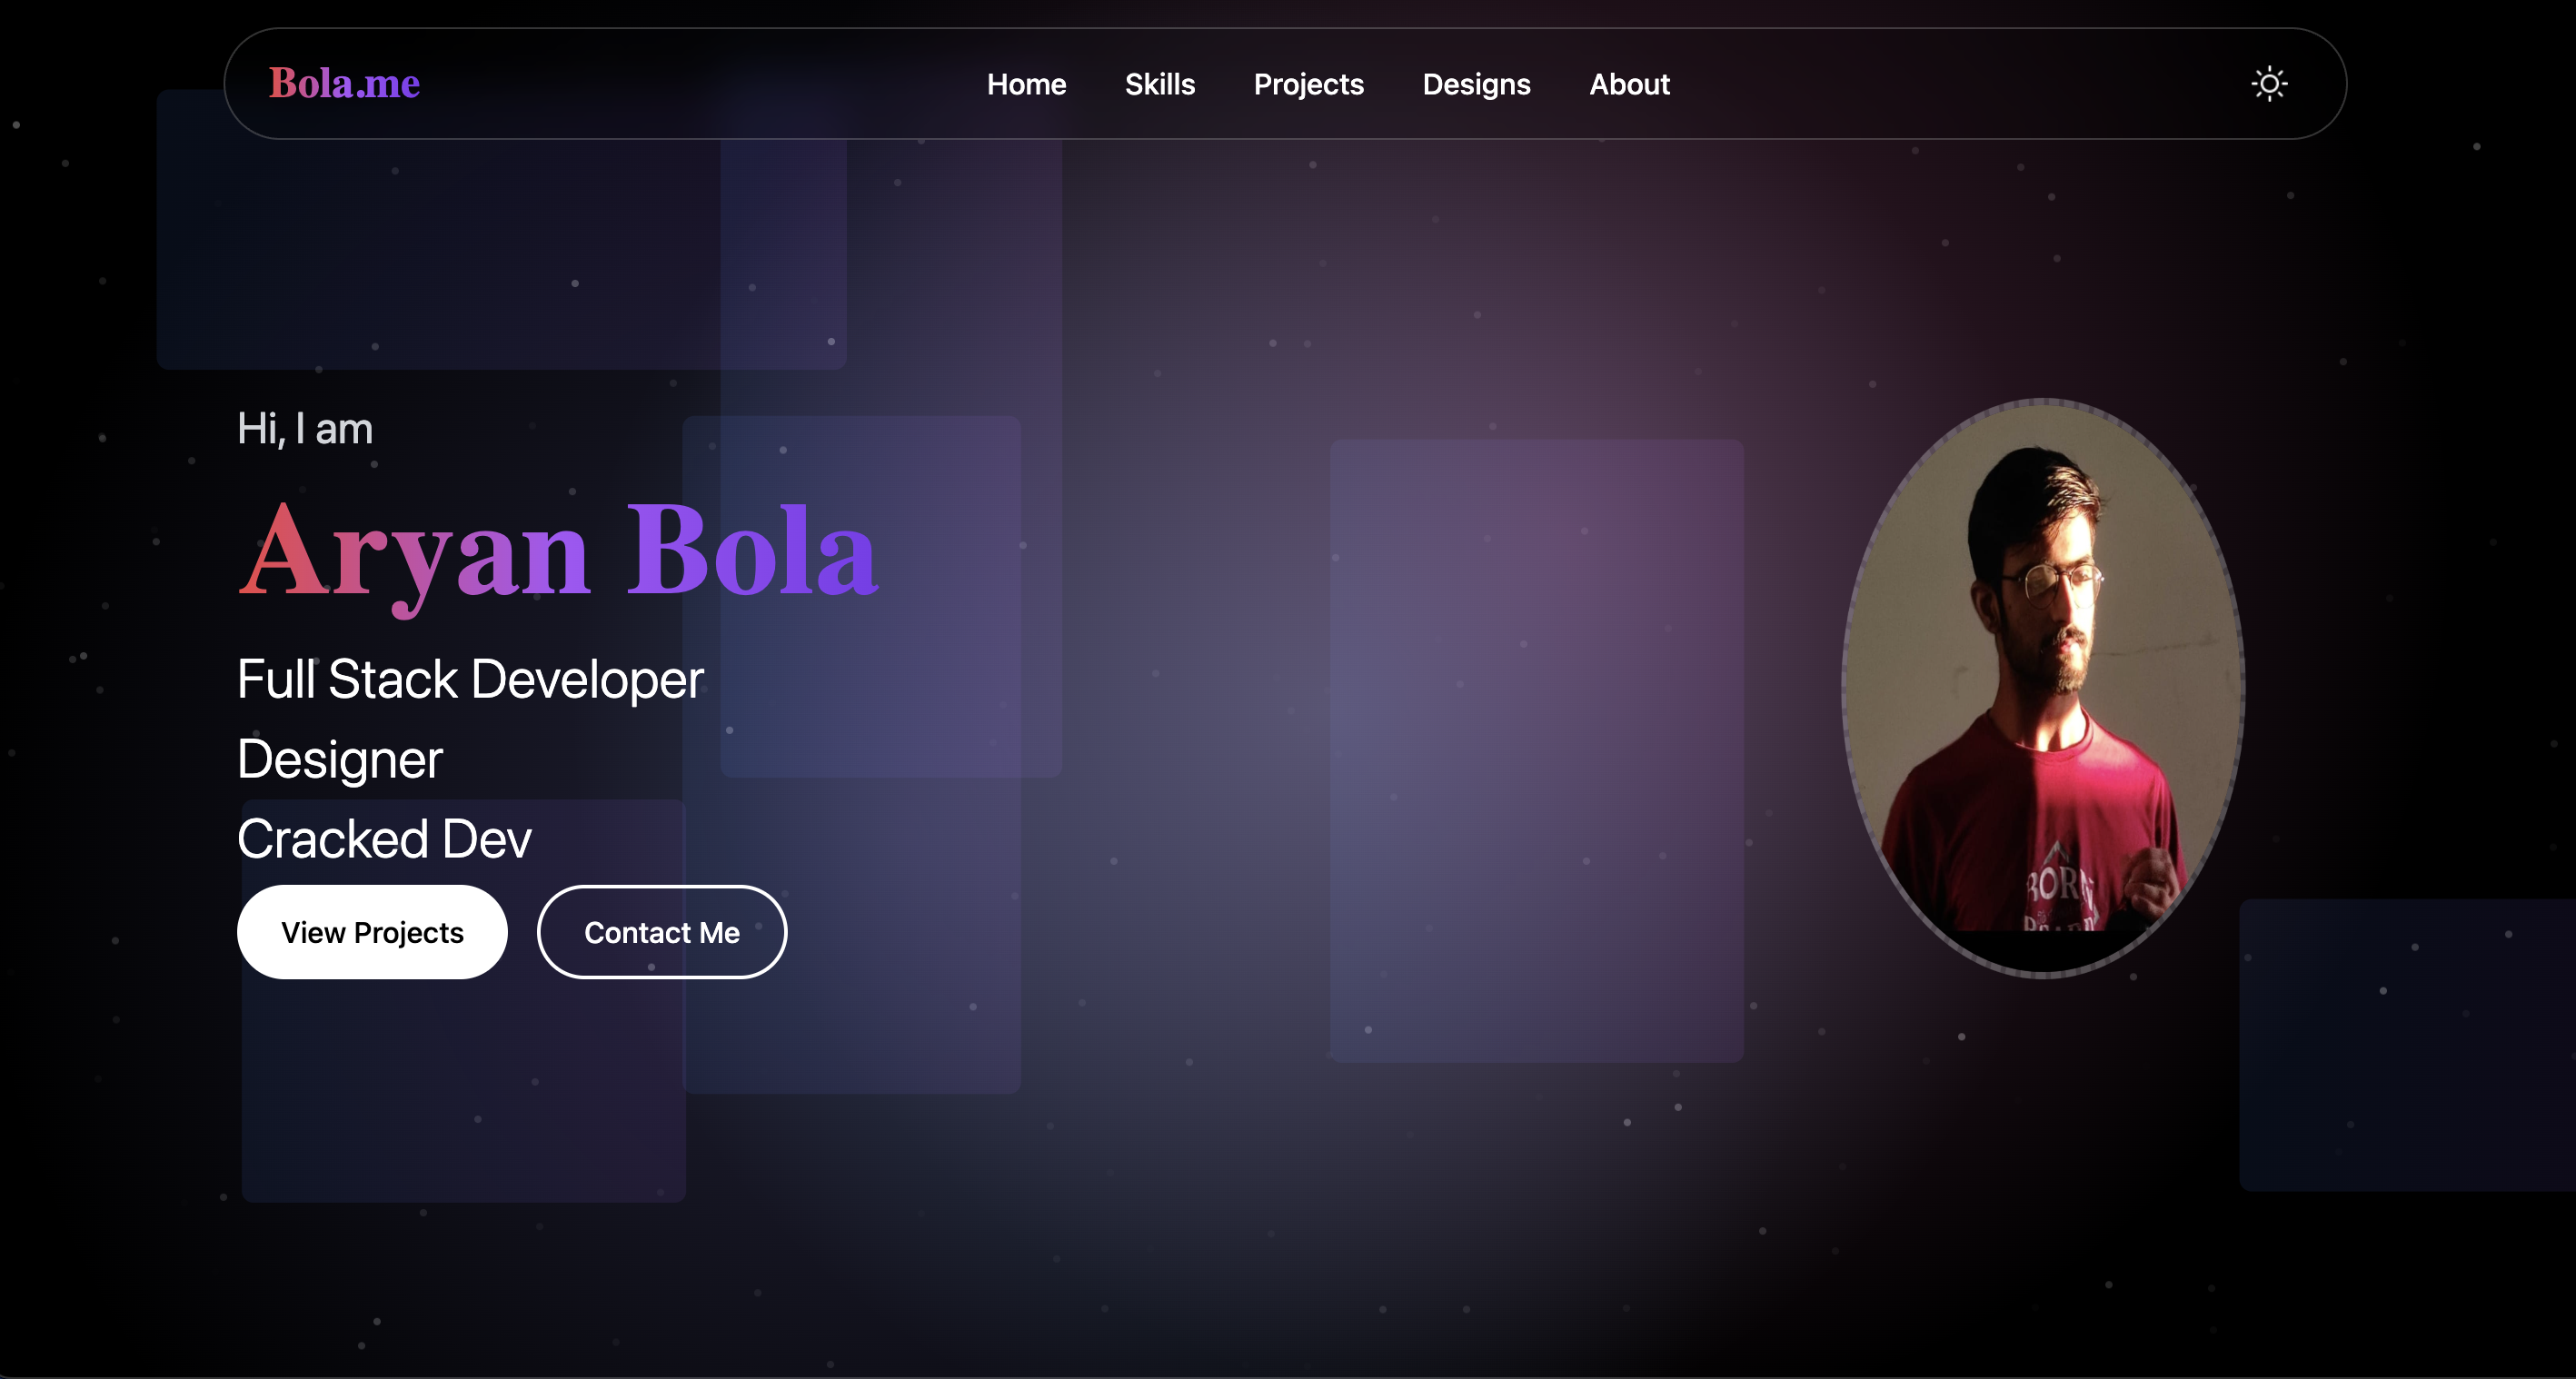 Bola.me
Home Skills Projects Designs About
Hi, I am
Aryan Bola
Full Stack Developer
Designer
Cracked Dev
View Projects Contact Me